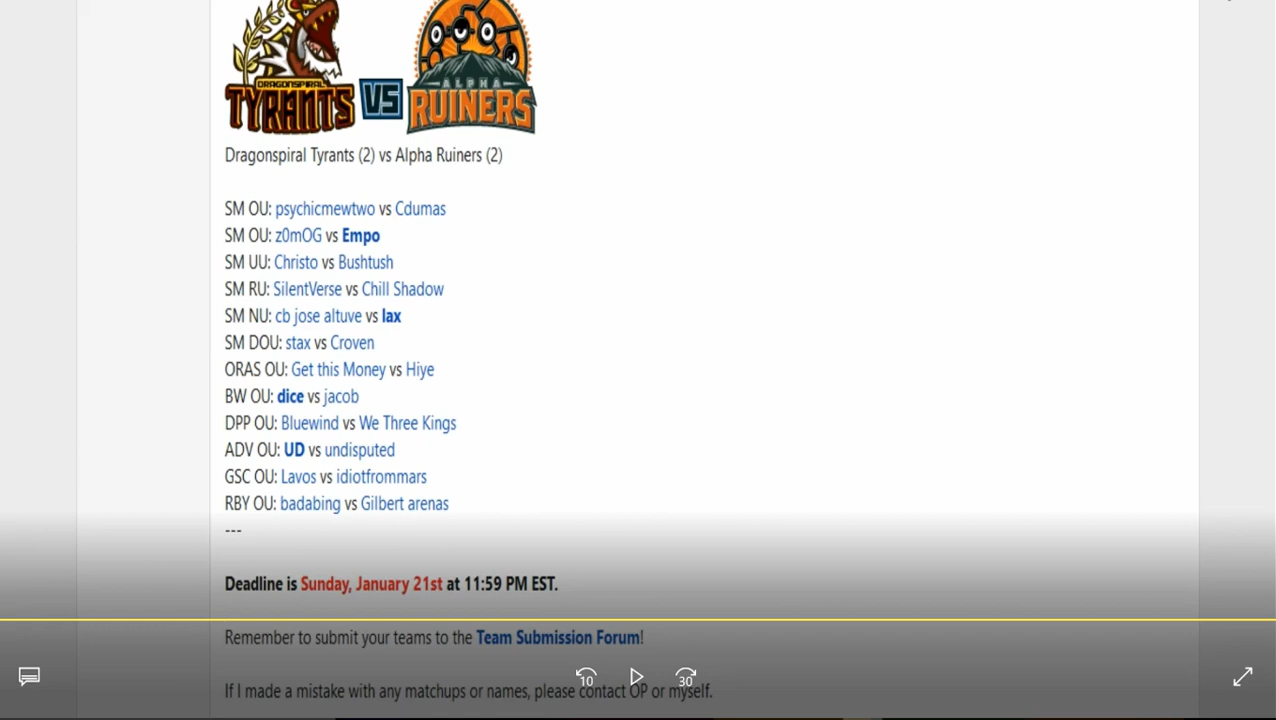 DRAGONSPIRAL
TYRANTS
VS
ALPHA
RUINERS
Dragonspiral Tyrants (2) vs Alpha Ruiners (2)
SM OU: psychicmewtwo vs Cdumas
SM OU: z0mOG vs Empo
SM UU: Christo vs Bushtush
SM RU: SilentVerse vs Chill Shadow
SM NU: cb jose altuve vs lax
SM DOU: stax vs Croven
ORAS OU: Get this Money vs Hiye
BW OU: dice vs jacob
DPP OU: Bluewind vs We Three Kings
ADV OU: UD vs undisputed
GSC OU: Lavos vs idiotfrommars
RBY OU: badabing vs Gilbert arenas
---
Deadline is Sunday, January 21st at 11:59 PM EST.
Remember to submit your teams to the Team Submission Forum!
10
30
If I made a mistake with any matchups or names, please contact OP or myself.